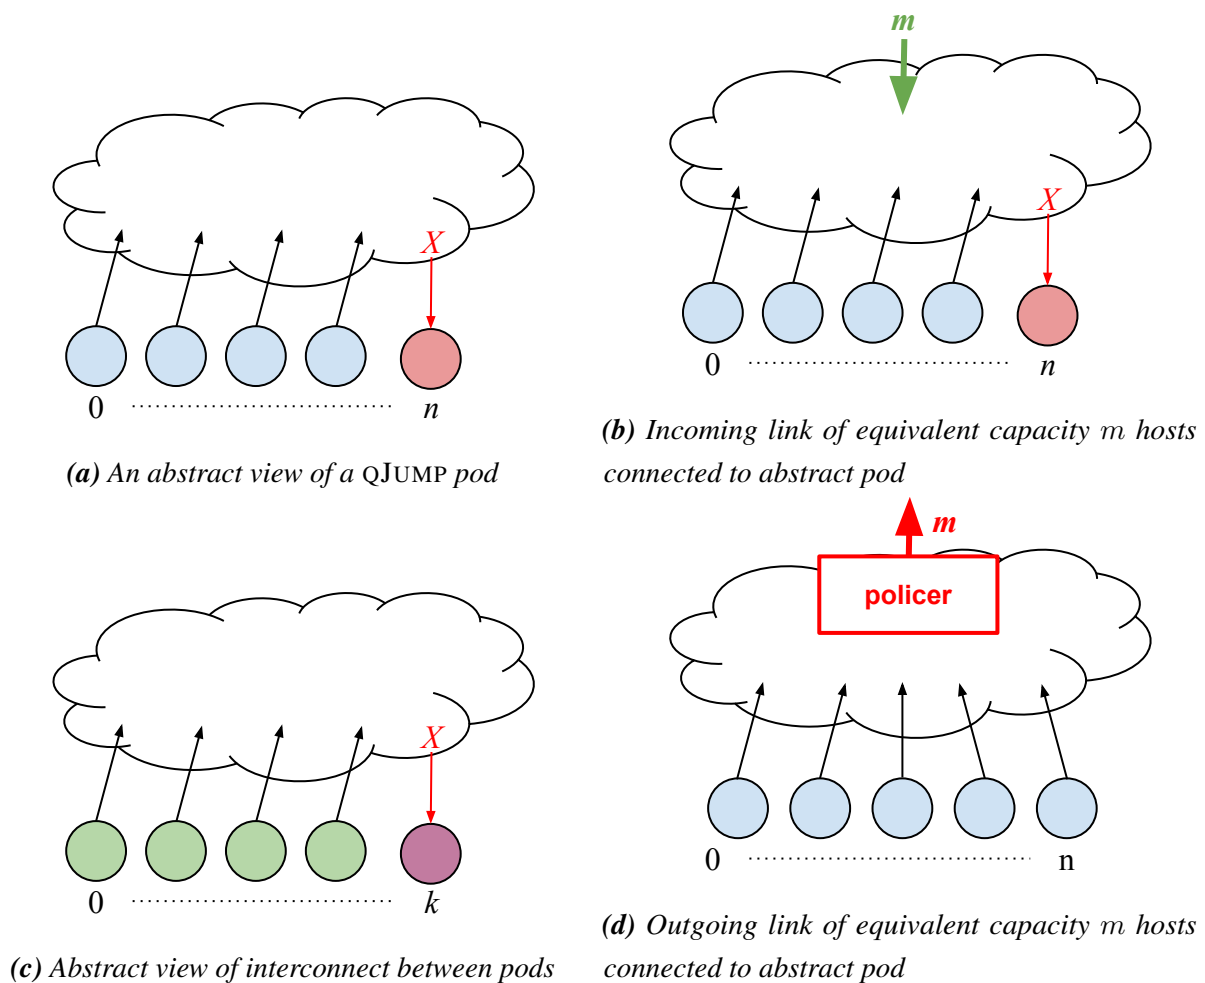 X
0 n
(a) An abstract view of a QJUMP pod
m
X
0 n
(b) Incoming link of equivalent capacity m hosts
connected to abstract pod
X
0 k
(c) Abstract view of interconnect between pods
m
policer
0 n
(d) Outgoing link of equivalent capacity m hosts
connected to abstract pod